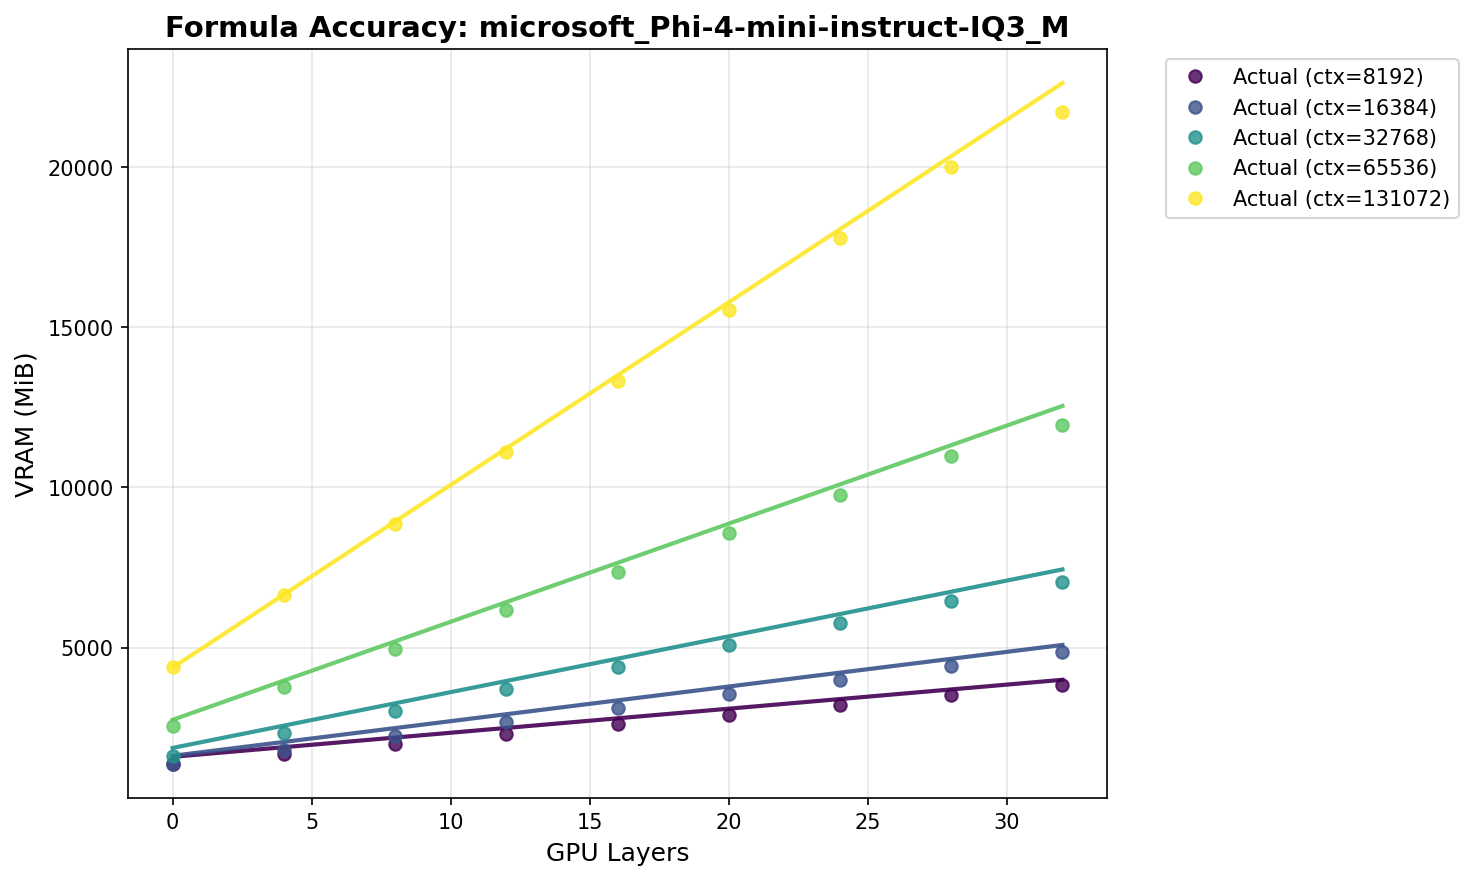 Formula Accuracy: microsoft_Phi-4-mini-instruct-IQ3_M
VRAM (MiB)
20000
15000
10000
5000
0
5
10
15
20
25
30
GPU Layers
Actual (ctx=8192)
Actual (ctx=16384)
Actual (ctx=32768)
Actual (ctx=65536)
Actual (ctx=131072)